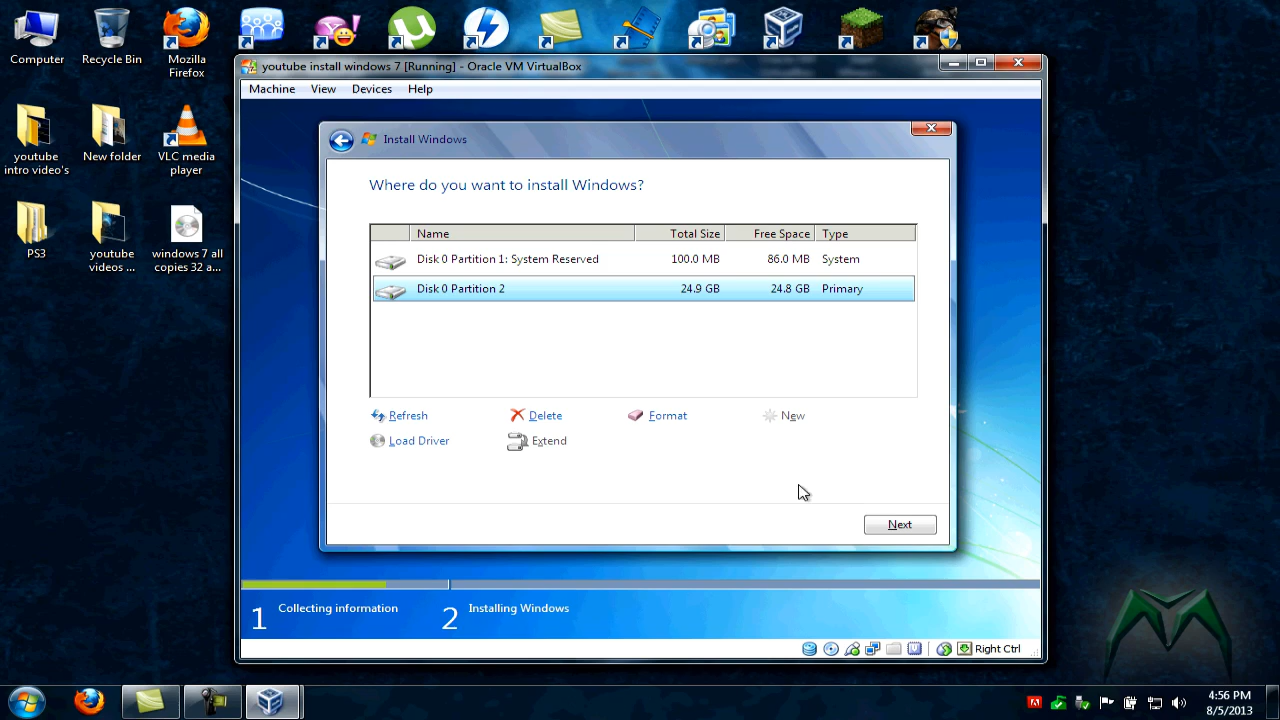 Computer
Recycle Bin
Mozilla
Firefox
youtube install windows 7 [Running] - Oracle VM VirtualBox
Machine View Devices Help
youtube
intro video's
New folder
VLC media
player
PS3
youtube
videos ...
windows 7 all
copies 32 a...
Install Windows
Where do you want to install Windows?
Name Total Size Free Space Type
Disk 0 Partition 1: System Reserved 100.0 MB 86.0 MB System
Disk 0 Partition 2 24.9 GB 24.8 GB Primary
Refresh Delete Format New
Load Driver Extend
Next
1 Collecting information 2 Installing Windows
Right Ctrl
4:56 PM
8/5/2013